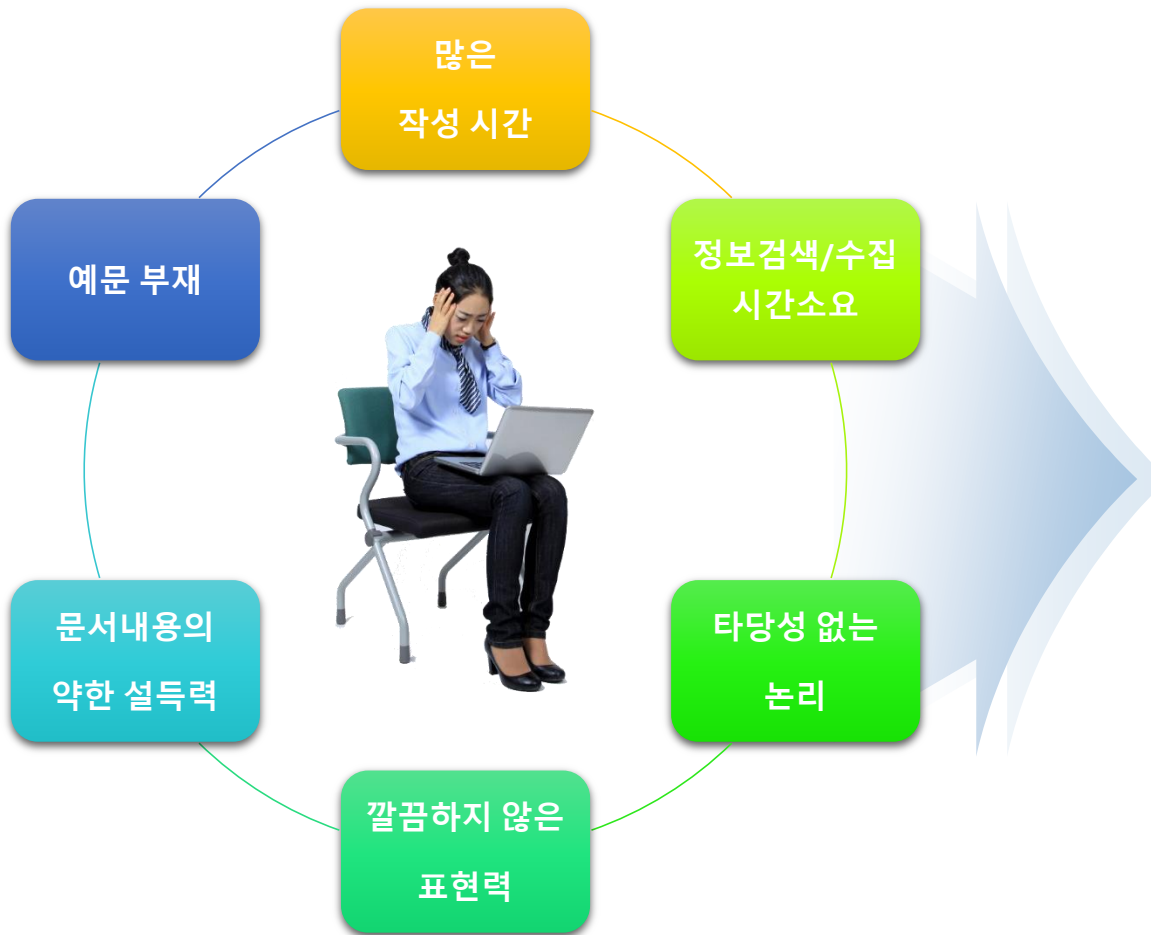 많은
작성 시간
정보검색/수집
시간소요
타당성 없는
논리
깔끔하지 않은
표현력
문서내용의
약한 설득력
예문 부재